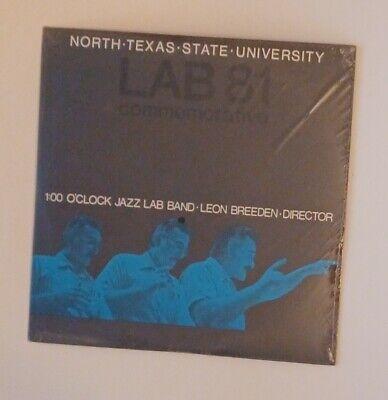 NORTH·TEXAS·STATE·UNIVERSITY
LAB 81
commemorative
1:00 O'CLOCK JAZZ LAB BAND·LEON BREEDEN·DIRECTOR